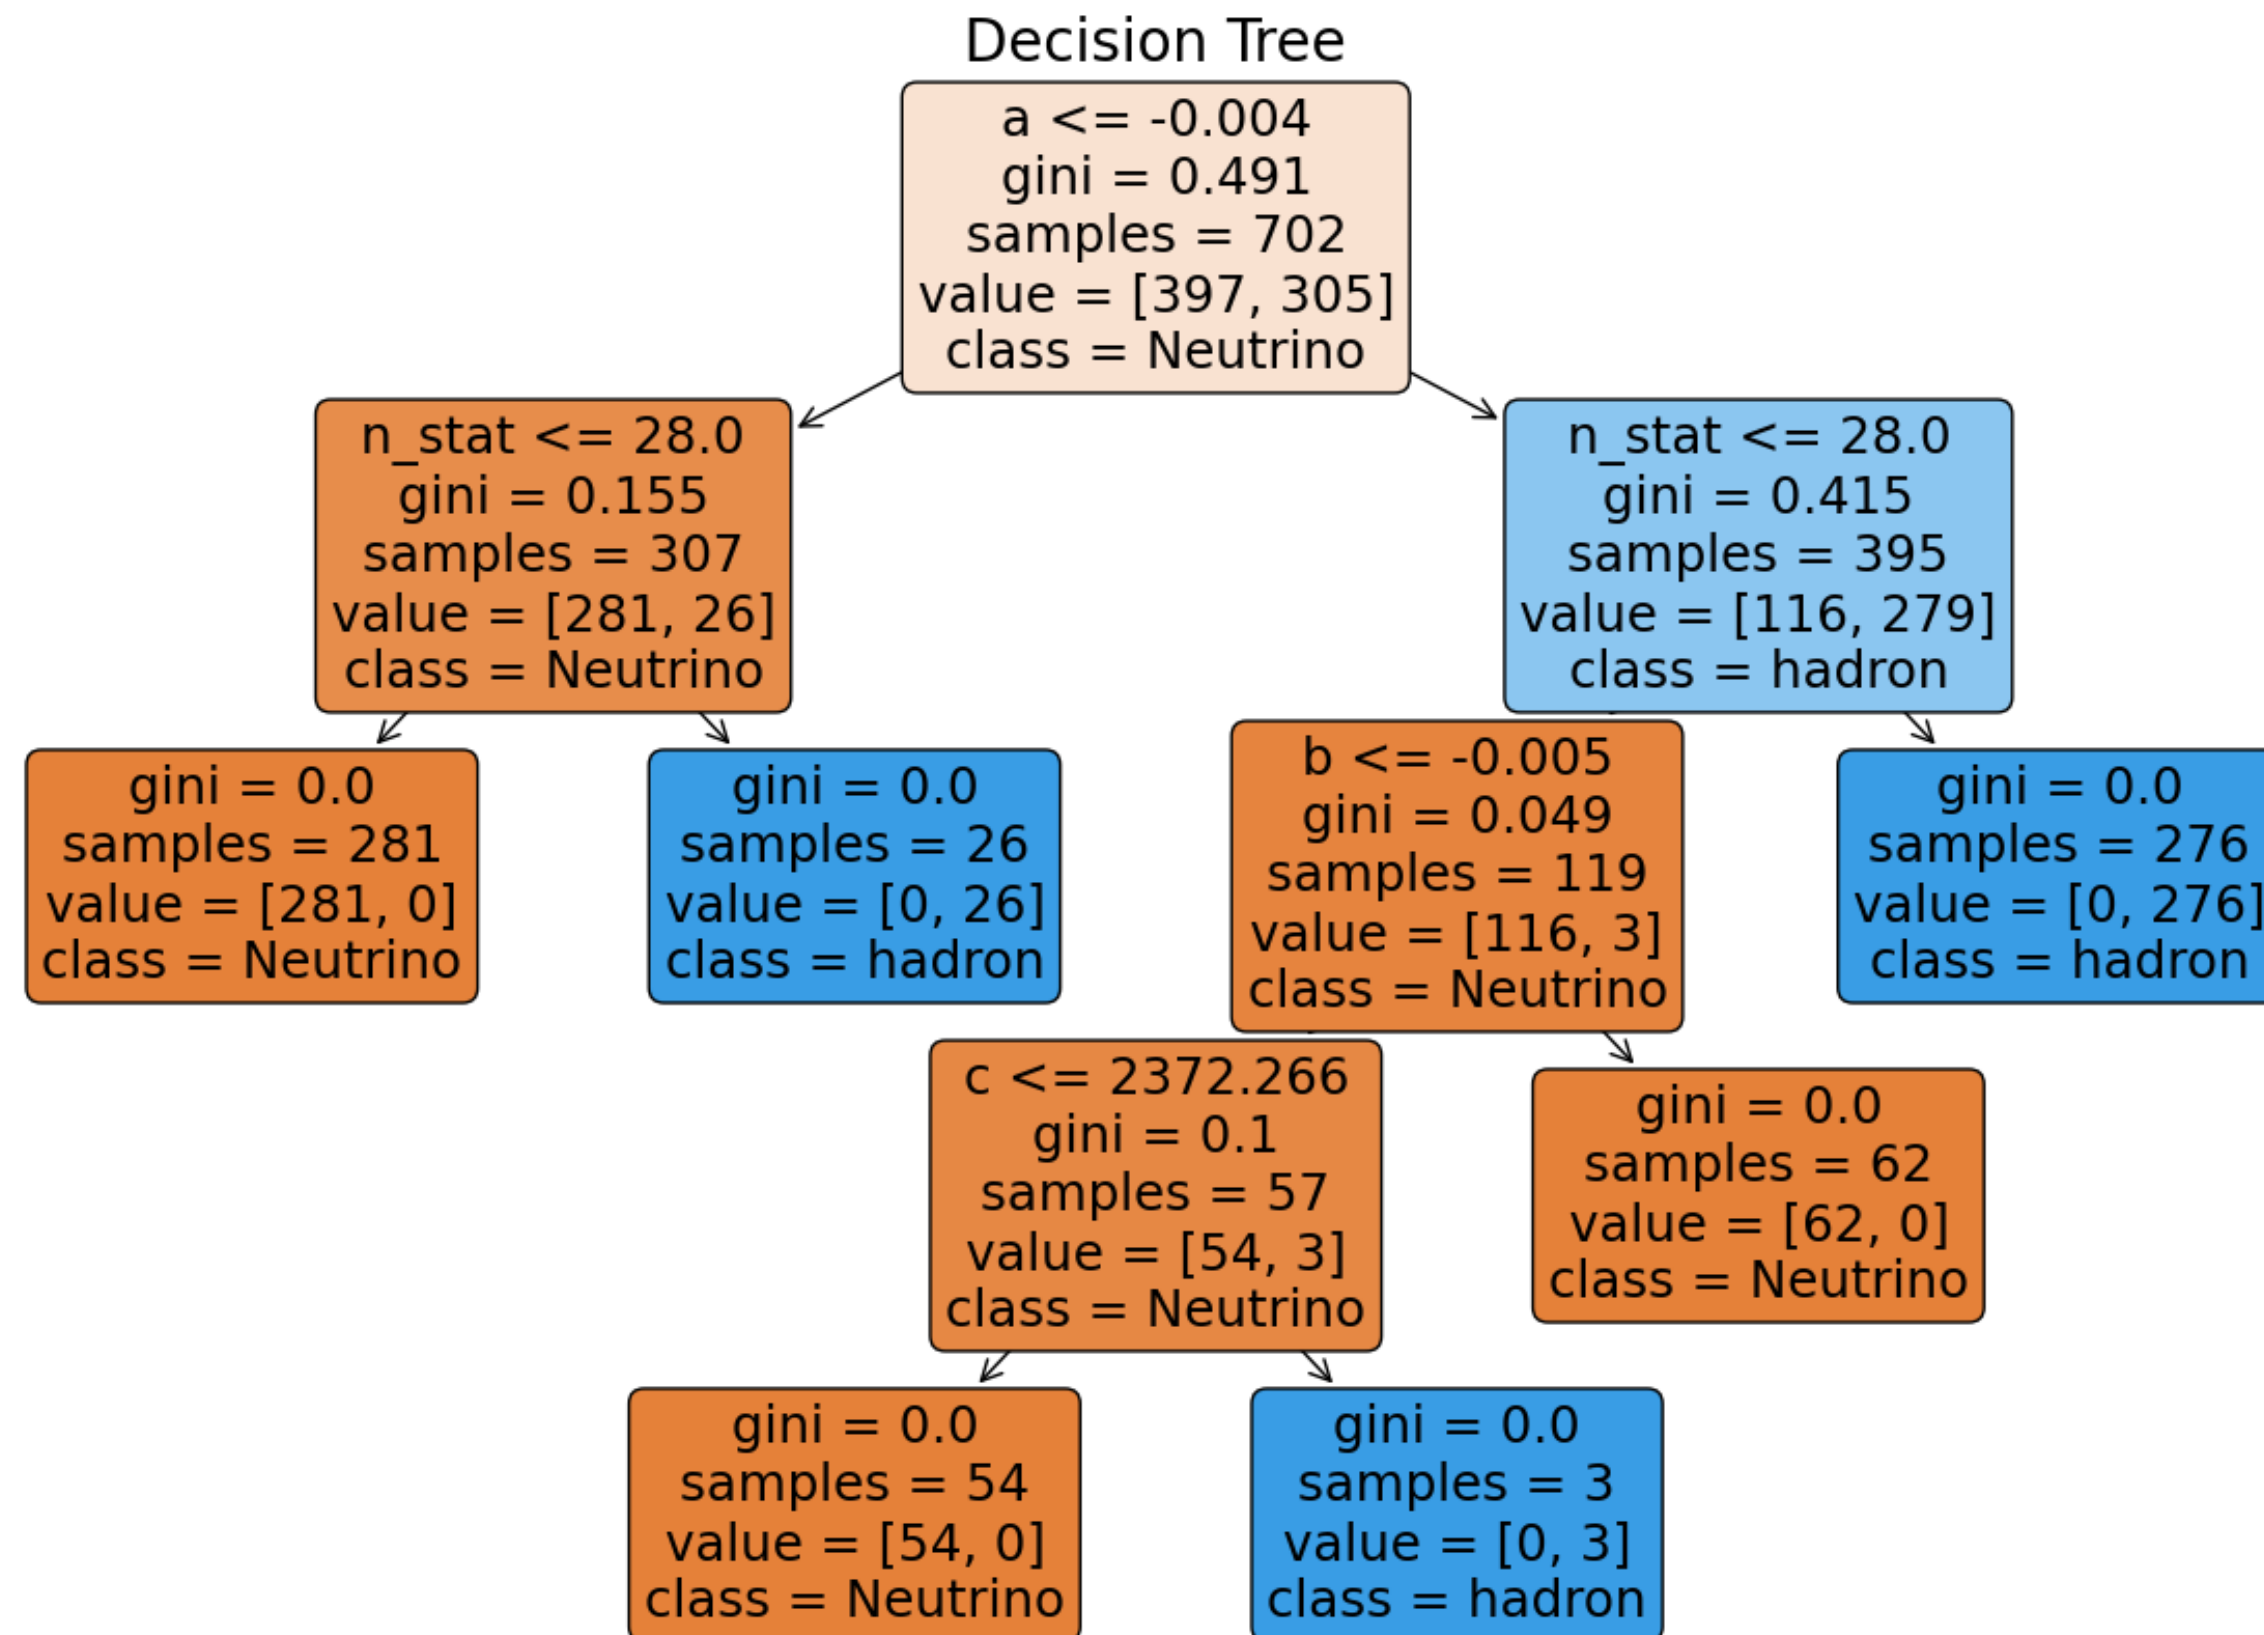 Decision Tree
a <= -0.004
gini = 0.491
samples = 702
value = [397, 305]
class = Neutrino
n_stat <= 28.0
gini = 0.155
samples = 307
value = [281, 26]
class = Neutrino
n_stat <= 28.0
gini = 0.415
samples = 395
value = [116, 279]
class = hadron
gini = 0.0
samples = 281
value = [281, 0]
class = Neutrino
gini = 0.0
samples = 26
value = [0, 26]
class = hadron
b <= -0.005
gini = 0.049
samples = 119
value = [116, 3]
class = Neutrino
gini = 0.0
samples = 276
value = [0, 276]
class = hadron
c <= 2372.266
gini = 0.1
samples = 57
value = [54, 3]
class = Neutrino
gini = 0.0
samples = 62
value = [62, 0]
class = Neutrino
gini = 0.0
samples = 54
value = [54, 0]
class = Neutrino
gini = 0.0
samples = 3
value = [0, 3]
class = hadron